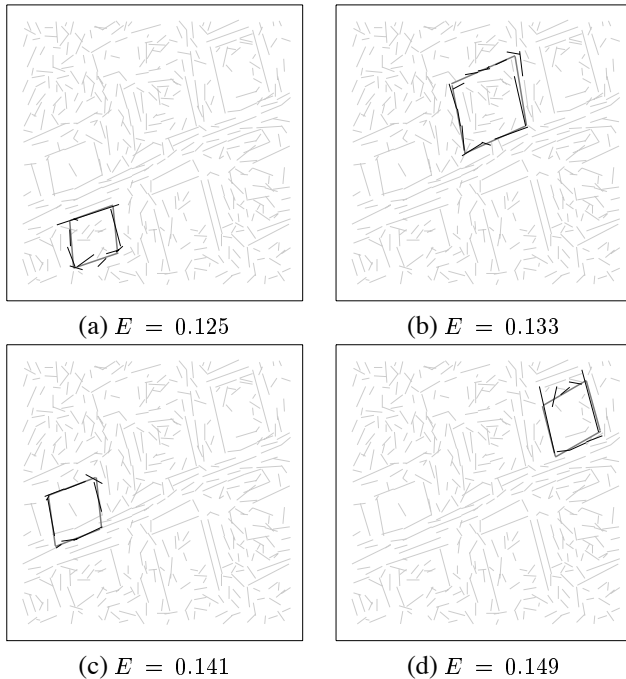 (a) E = 0.125
(b) E = 0.133
(c) E = 0.141
(d) E = 0.149